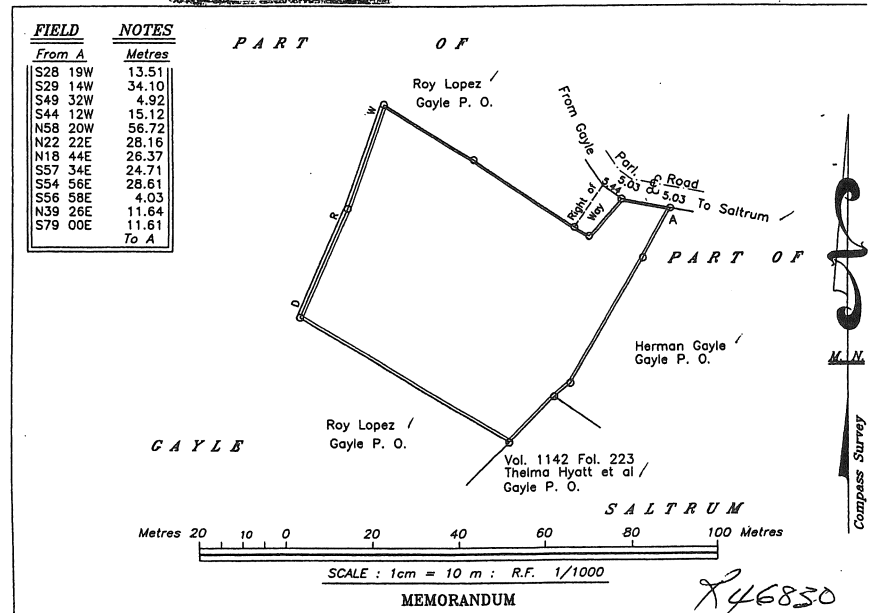 FIELD NOTES
From A Metres
S28 19W 13.51
S29 14W 34.10
S49 32W 4.92
S44 12W 15.12
N58 20W 56.72
N22 22E 28.16
N18 44E 26.37
S57 34E 24.71
S54 56E 28.61
S56 58E 4.03
N39 26E 11.64
S79 00E 11.61
To A
PART OF
Roy Lopez
Gayle P. O.
From Gayle
Parl. Road
5.44
5.03
5.03
To Saltrum
Right of
Way
A
W
R
D
PART OF
Herman Gayle
Gayle P. O.
M. N.
Compass Survey
Roy Lopez
Gayle P. O.
GAYLE
Vol. 1142 Fol. 223
Thelma Hyatt et al
Gayle P. O.
SALTRUM
Metres 20 10 0 20 40 60 80 100 Metres
SCALE : 1cm = 10 m : R.F. 1/1000
MEMORANDUM
X46830